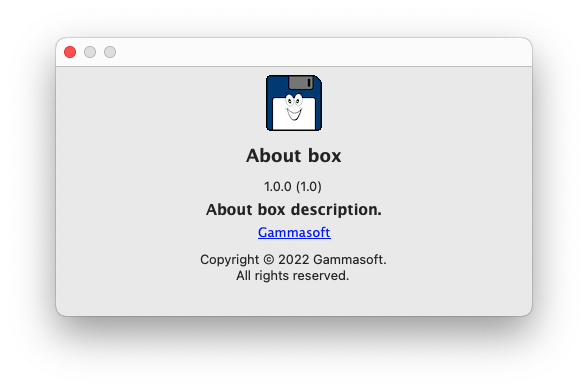 About box
1.0.0 (1.0)
About box description.
Gammasoft
Copyright © 2022 Gammasoft.
All rights reserved.